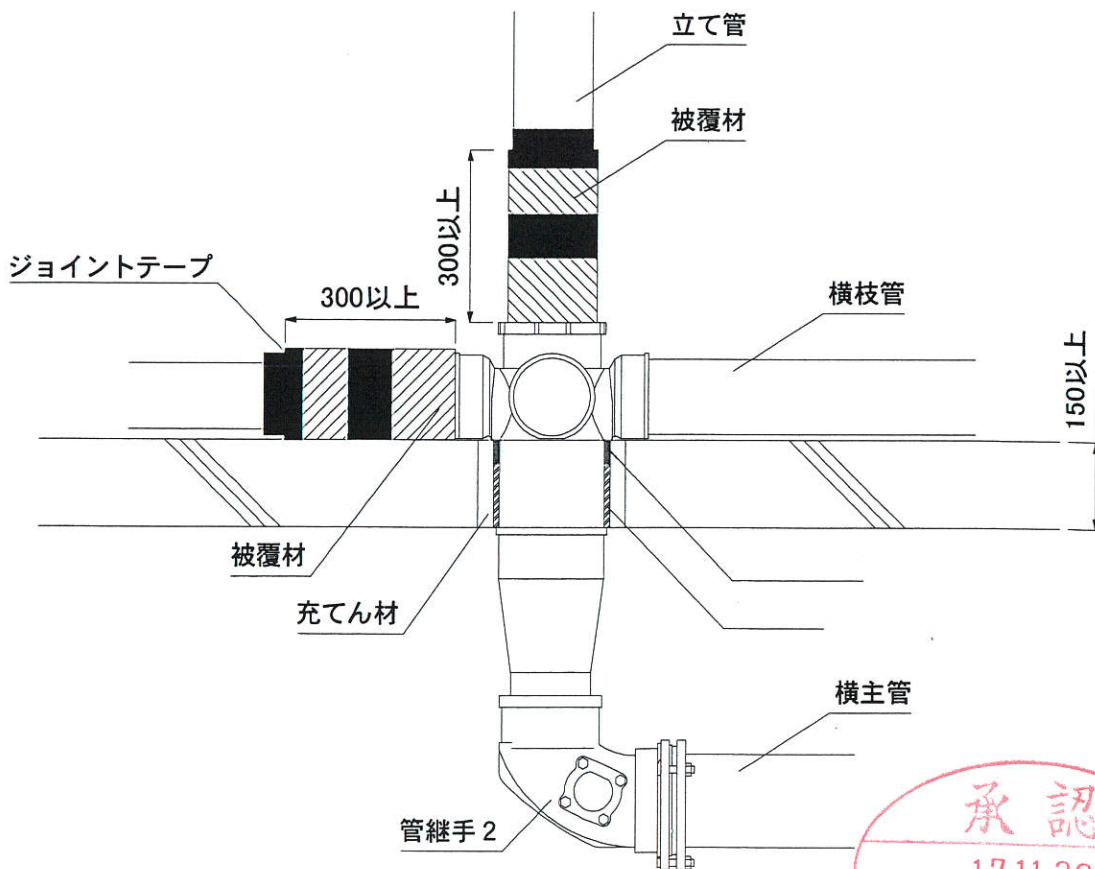 立て管
被覆材
300以上
ジョイントテープ
300以上
横枝管
150以上
被覆材
充てん材
横主管
管継手2
承認